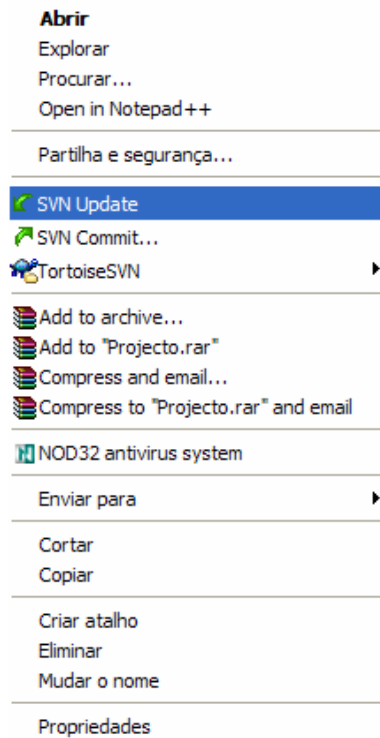 Abrir
Explorar
Procurar...
Open in Notepad++
Partilha e segurança...
SVN Update
SVN Commit...
TortoiseSVN
Add to archive...
Add to "Projecto.rar"
Compress and email...
Compress to "Projecto.rar" and email
NOD32 antivirus system
Enviar para
Cortar
Copiar
Criar atalho
Eliminar
Mudar o nome
Propriedades